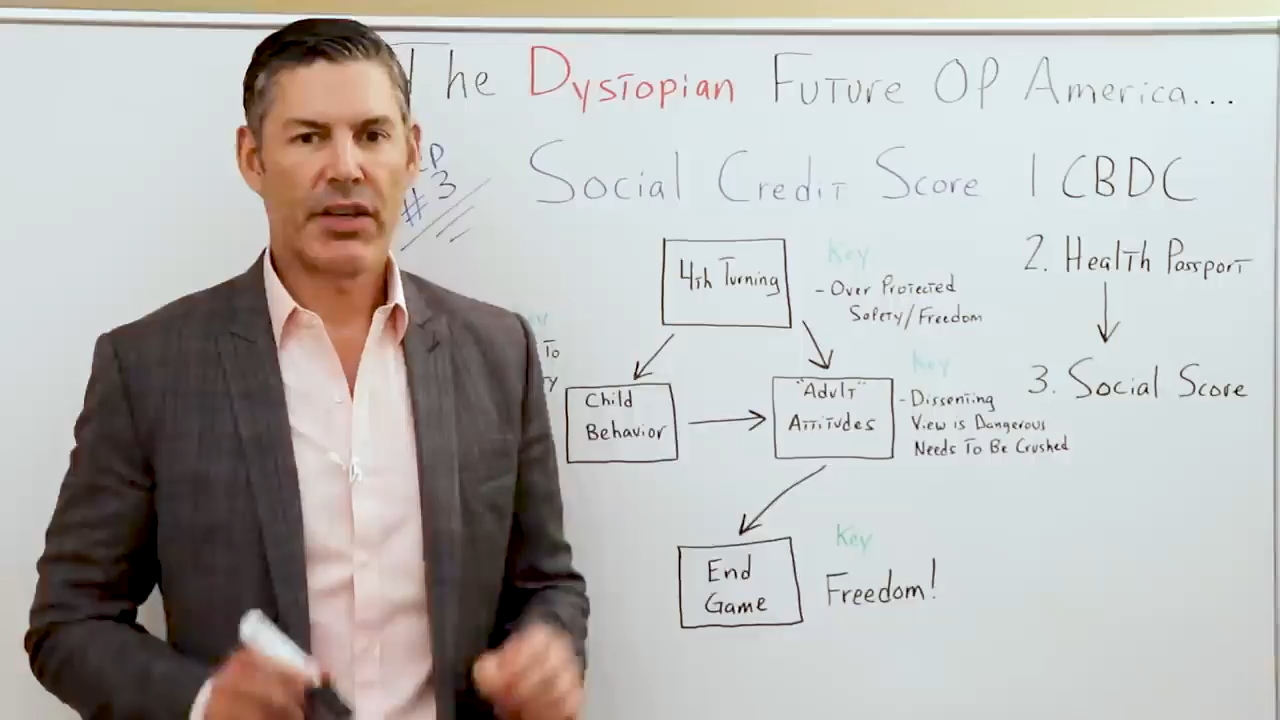 The Dystopian Future Of America...
#3
Social Credit Score | CBDC
4th Turning
Key
- Over Protected
Safety/Freedom
2. Health Passport
3. Social Score
To
Child
Behavior
"Adult"
Attitudes
Key
- Dissenting
View is Dangerous
Needs To Be Crushed
End
Game
Key
Freedom!